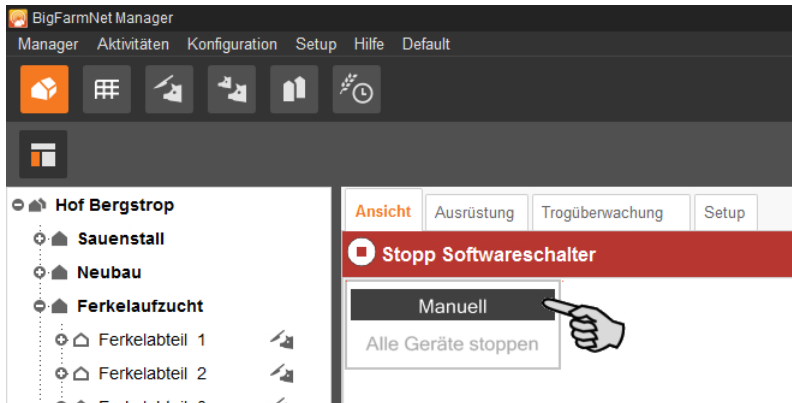 BigFarmNet Manager
Manager Aktivitäten Konfiguration Setup Hilfe Default
Hof Bergstrop
Sauenstall
Neubau
Ferkelaufzucht
Ferkelabteil 1
Ferkelabteil 2
Ansicht Ausrüstung Trogüberwachung Setup
Stopp Softwareschalter
Manuell
Alle Geräte stoppen